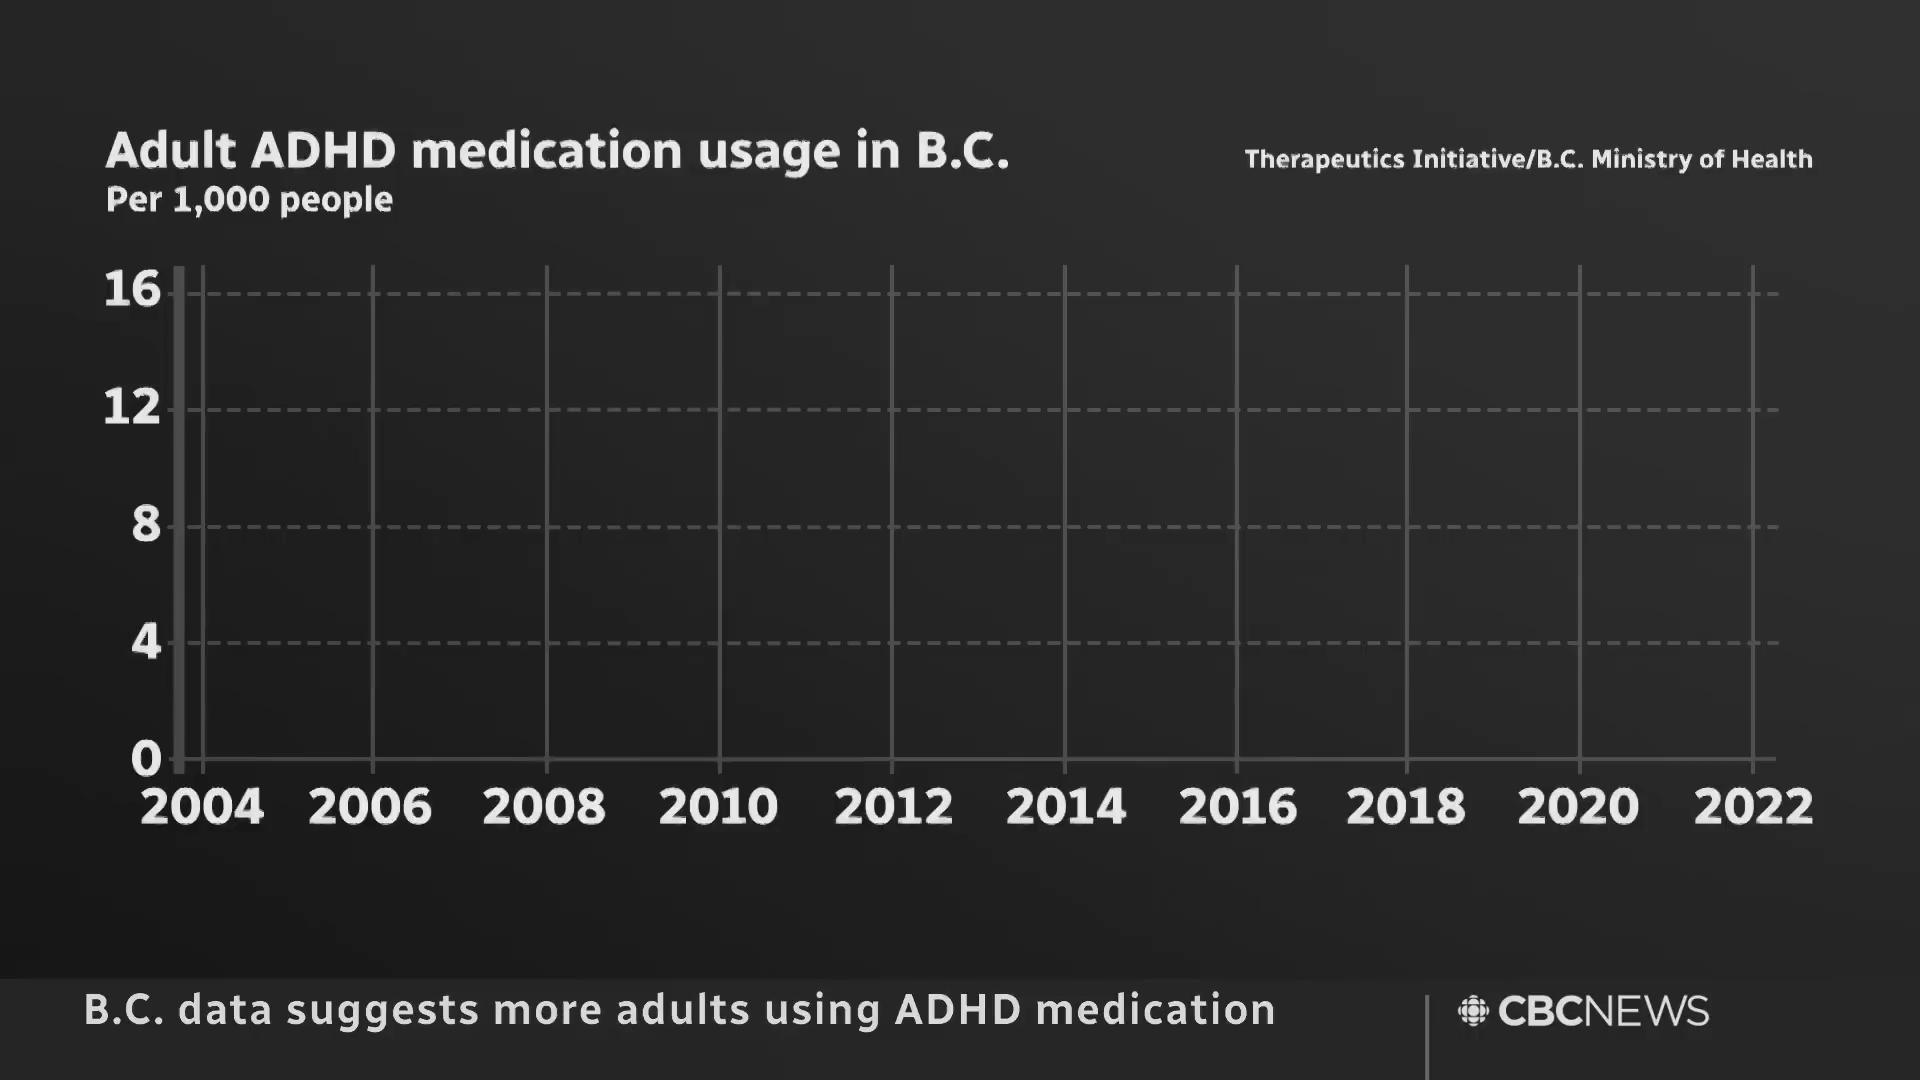 Adult ADHD medication usage in B.C.
Therapeutics Initiative/B.C. Ministry of Health
Per 1,000 people
16
12
8
4
0
2004 2006 2008 2010 2012 2014 2016 2018 2020 2022
B.C. data suggests more adults using ADHD medication
CBCNEWS